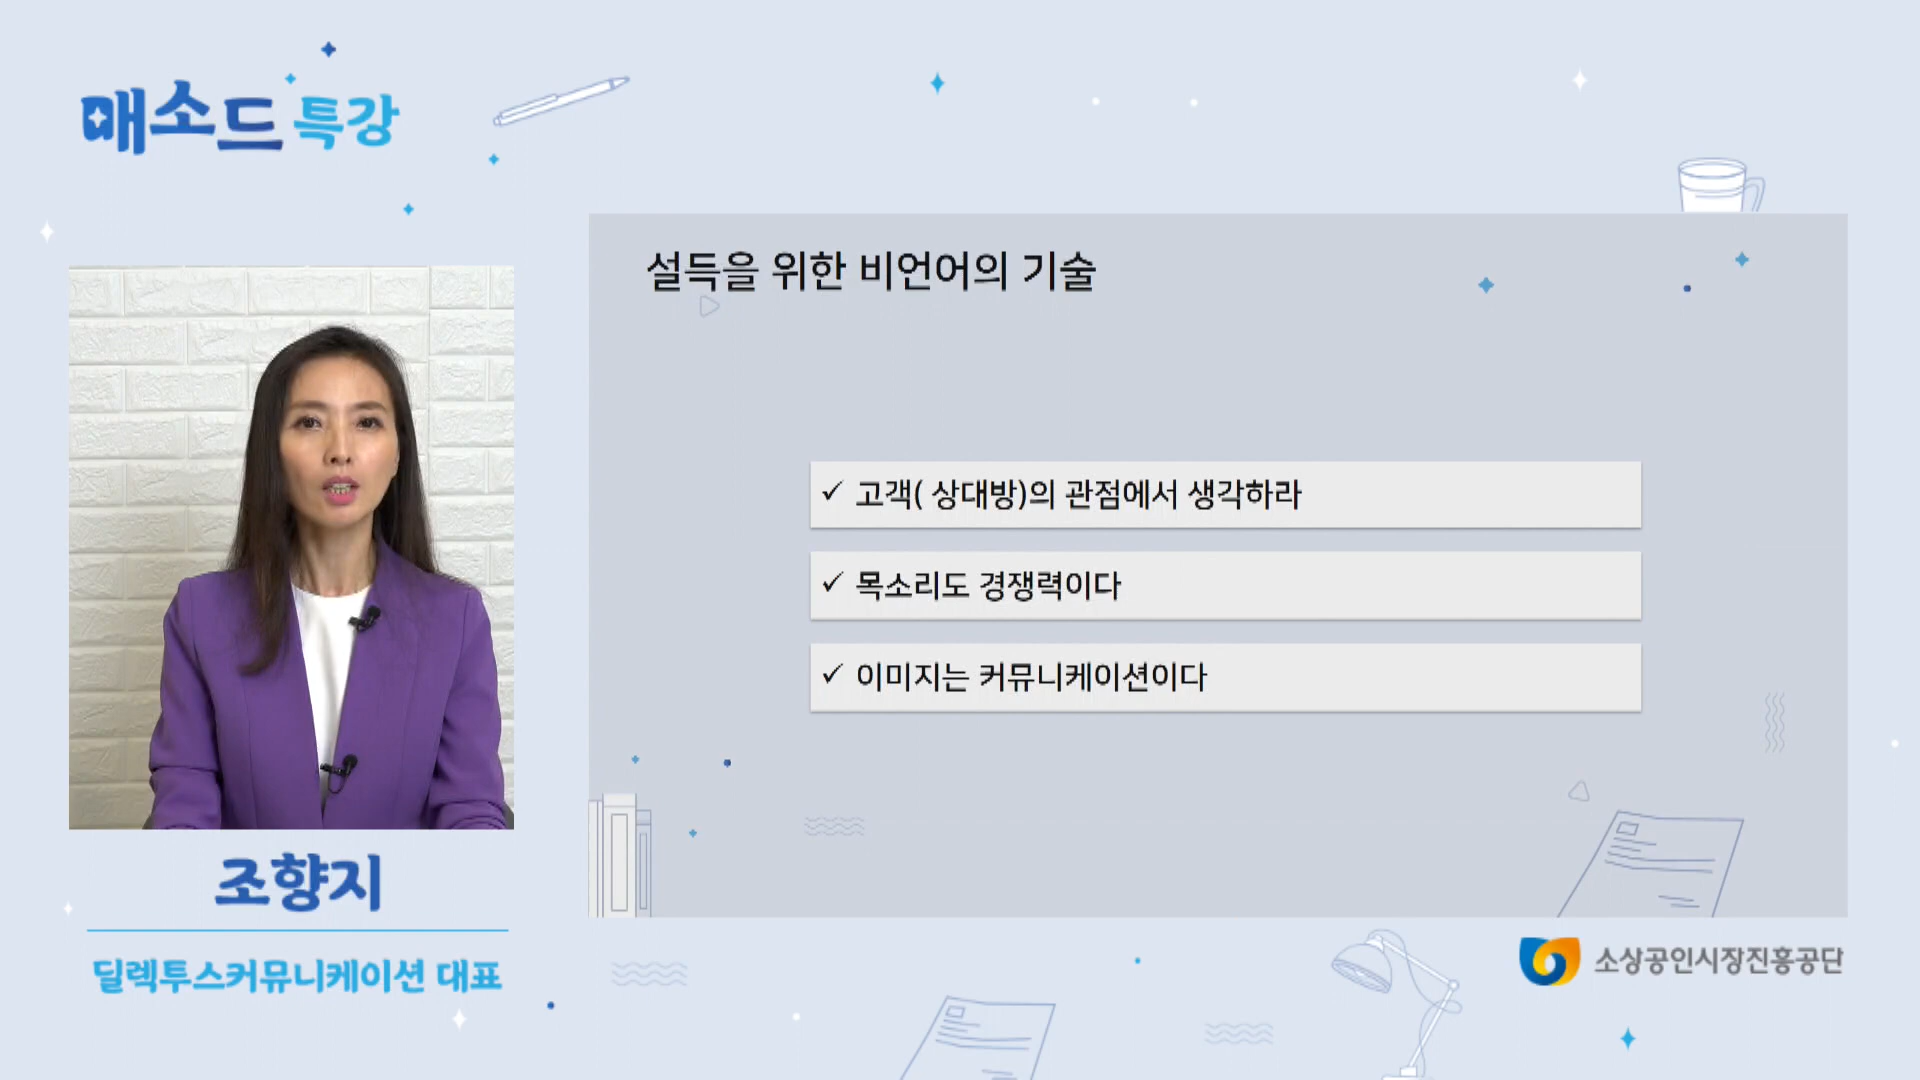 매소드 특강
설득을 위한 비언어의 기술
✓ 고객( 상대방)의 관점에서 생각하라
✓ 목소리도 경쟁력이다
✓ 이미지는 커뮤니케이션이다
조향지
딜렉투스커뮤니케이션 대표
소상공인시장진흥공단